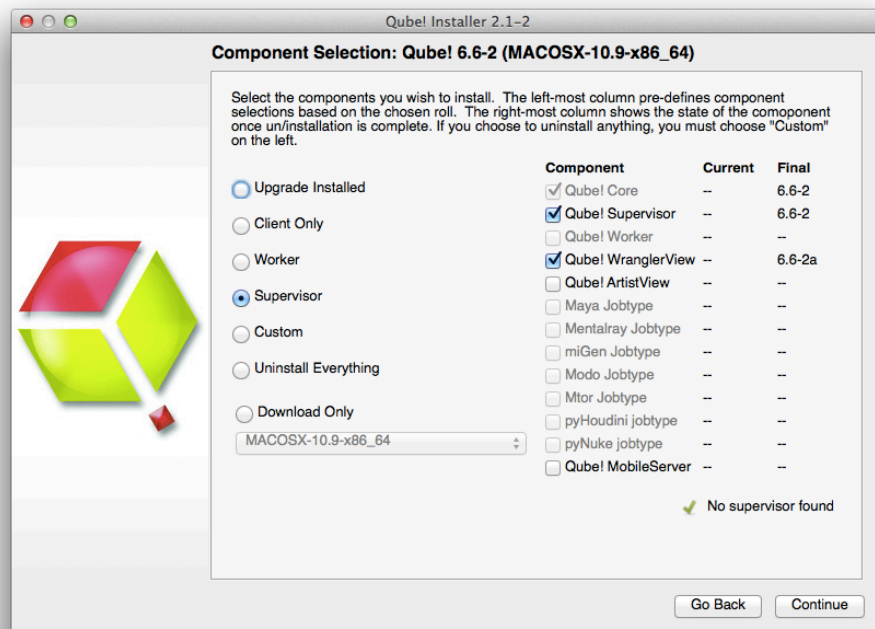 Qube! Installer 2.1-2
Component Selection: Qube! 6.6-2 (MACOSX-10.9-x86_64)
Select the components you wish to install.  The left-most column pre-defines component
selections based on the chosen roll.  The right-most column shows the state of the comoponent
once un/installation is complete. If you choose to uninstall anything, you must choose "Custom"
on the left.
Upgrade Installed
Client Only
Worker
Supervisor
Custom
Uninstall Everything
Download Only
MACOSX-10.9-x86_64
Component Current Final
Qube! Core -- 6.6-2
Qube! Supervisor -- 6.6-2
Qube! Worker -- --
Qube! WranglerView -- 6.6-2a
Qube! ArtistView -- --
Maya Jobtype -- --
Mentalray Jobtype -- --
miGen Jobtype -- --
Modo Jobtype -- --
Mtor Jobtype -- --
pyHoudini jobtype -- --
pyNuke jobtype -- --
Qube! MobileServer -- --
No supervisor found
Go Back
Continue